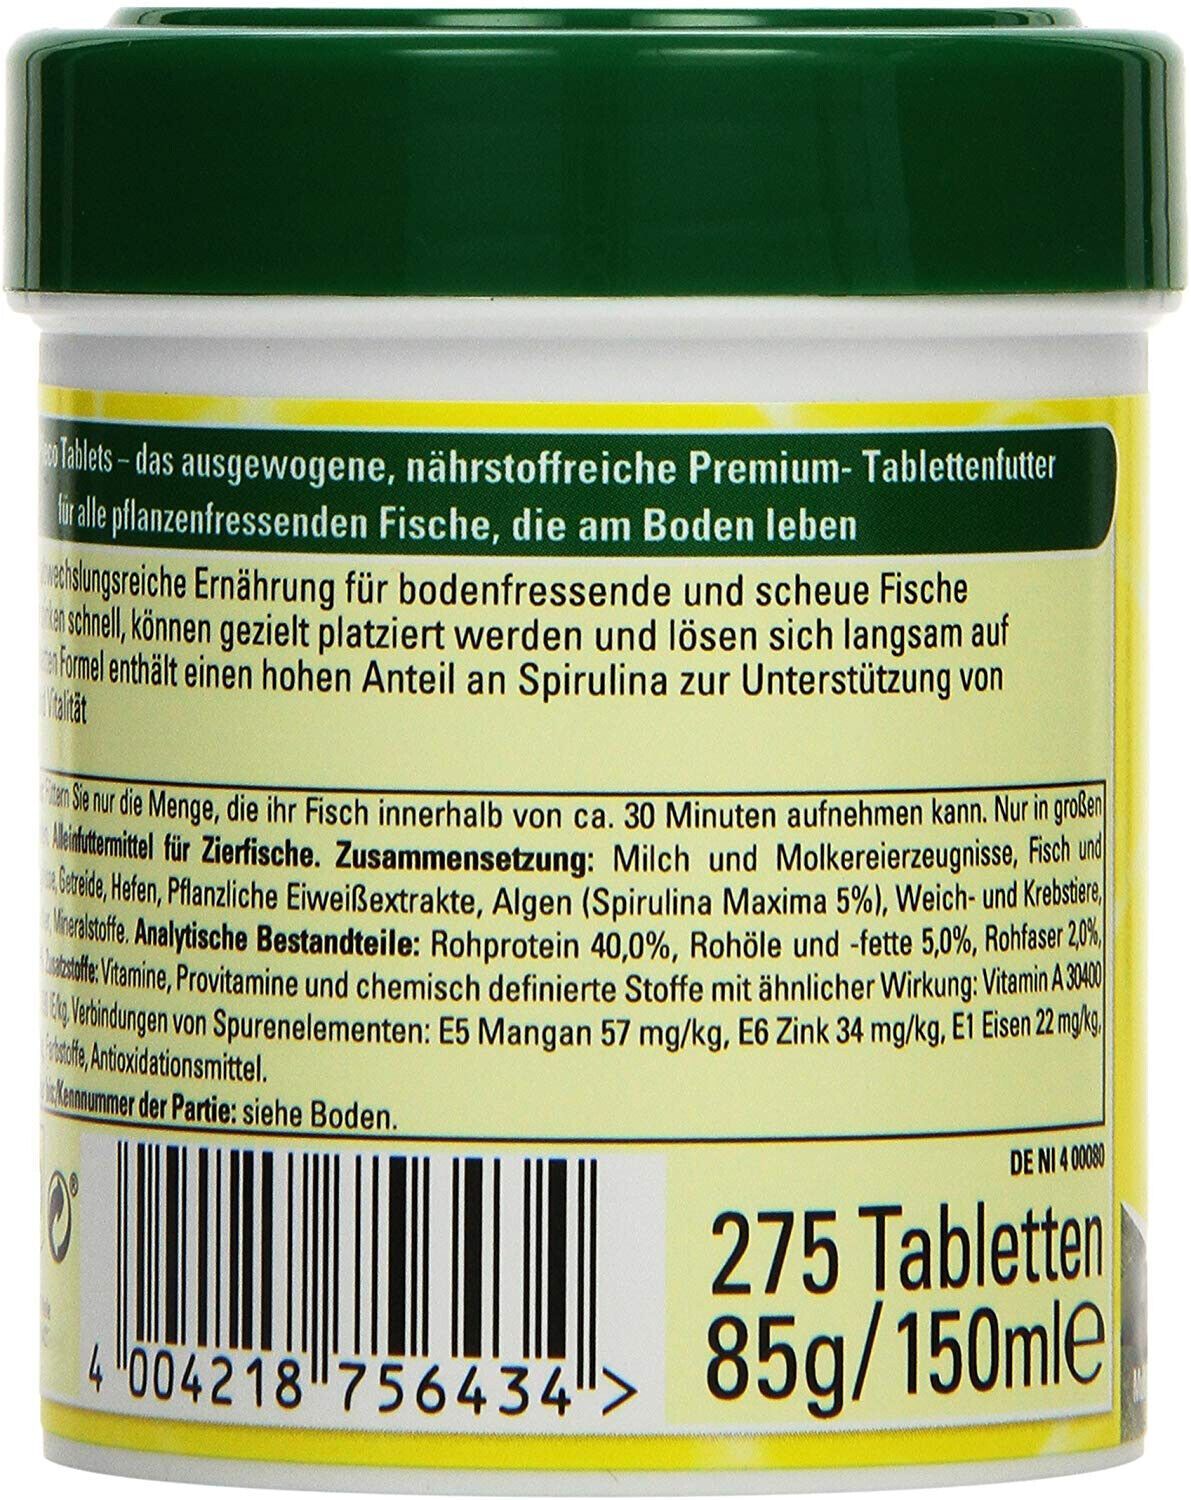 Tablets – das ausgewogene, nährstoffreiche Premium- Tablettenfutter
für alle pflanzenfressenden Fische, die am Boden leben
Ernährung für bodenfressende und scheue Fische
schnell, können gezielt platziert werden und lösen sich langsam auf
Formel enthält einen hohen Anteil an Spirulina zur Unterstützung von
Vitalität
Füttern Sie nur die Menge, die ihr Fisch innerhalb von ca. 30 Minuten aufnehmen kann. Nur in großen
Alleinfuttermittel für Zierfische. Zusammensetzung: Milch und Molkereierzeugnisse, Fisch und
Getreide, Hefen, Pflanzliche Eiweißextrakte, Algen (Spirulina Maxima 5%), Weich- und Krebstiere,
Mineralstoffe. Analytische Bestandteile: Rohprotein 40,0%, Rohöle und -fette 5,0%, Rohfaser 2,0%,
Zusatzstoffe: Vitamine, Provitamine und chemisch definierte Stoffe mit ähnlicher Wirkung: Vitamin A 30400
IE/kg. Verbindungen von Spurenelementen: E5 Mangan 57 mg/kg, E6 Zink 34 mg/kg, E1 Eisen 22 mg/kg,
Farbstoffe, Antioxidationsmittel.
bis/Kennnummer der Partie: siehe Boden.
DE NI 4 00080
275 Tabletten
85g/150ml e
4 004218 756434 >